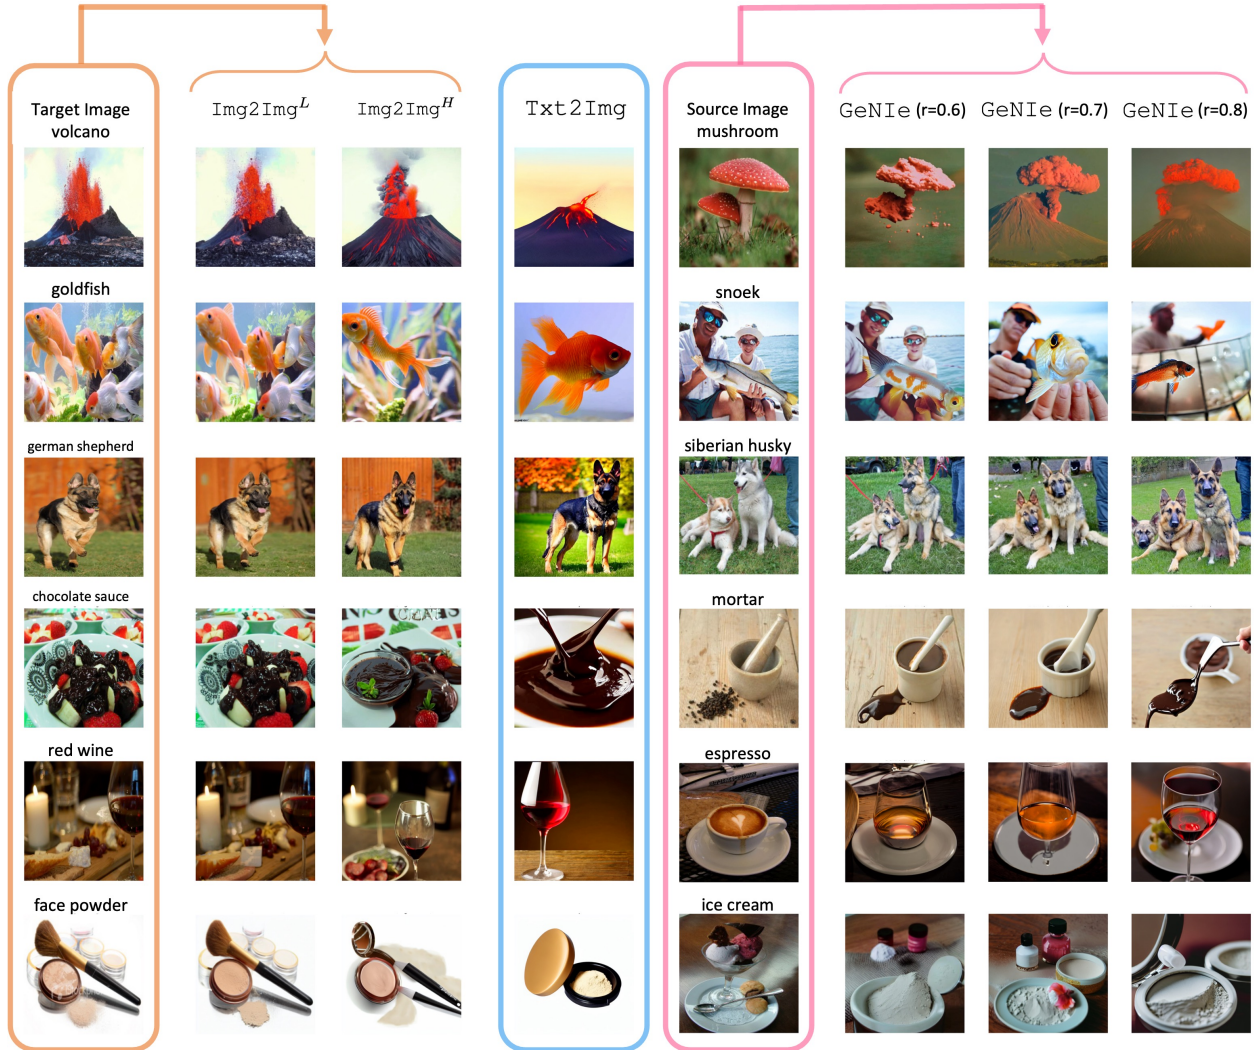 Target Image
volcano
Img2Img^L
Img2Img^H
Txt2Img
Source Image
mushroom
GeNIe (r=0.6)
GeNIe (r=0.7)
GeNIe (r=0.8)
goldfish
snoek
german shepherd
siberian husky
chocolate sauce
mortar
red wine
espresso
face powder
ice cream